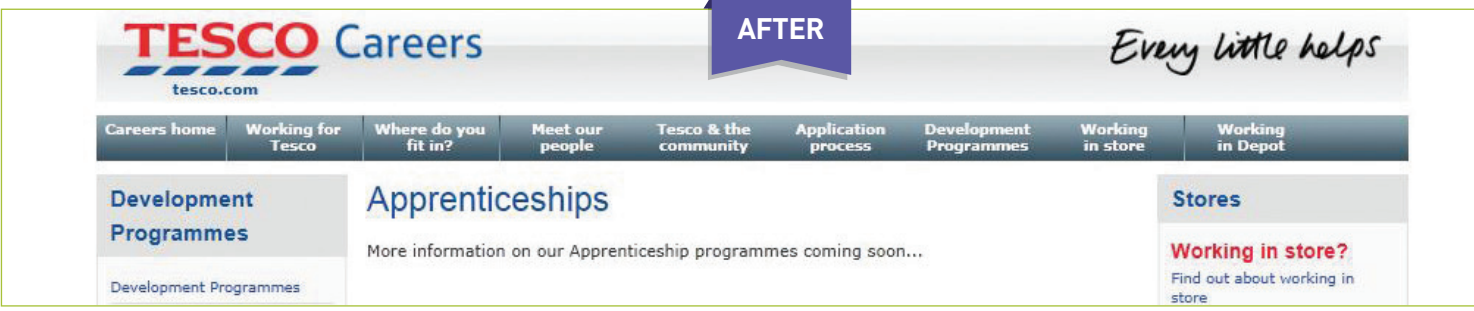 AFTER
TESCO Careers
tesco.com
Every little helps
Careers home
Working for
Tesco
Where do you
fit in?
Meet our
people
Tesco & the
community
Application
process
Development
Programmes
Working
in store
Working
in Depot
Development
Programmes
Development Programmes
Apprenticeships
More information on our Apprenticeship programmes coming soon...
Stores
Working in store?
Find out about working in
store